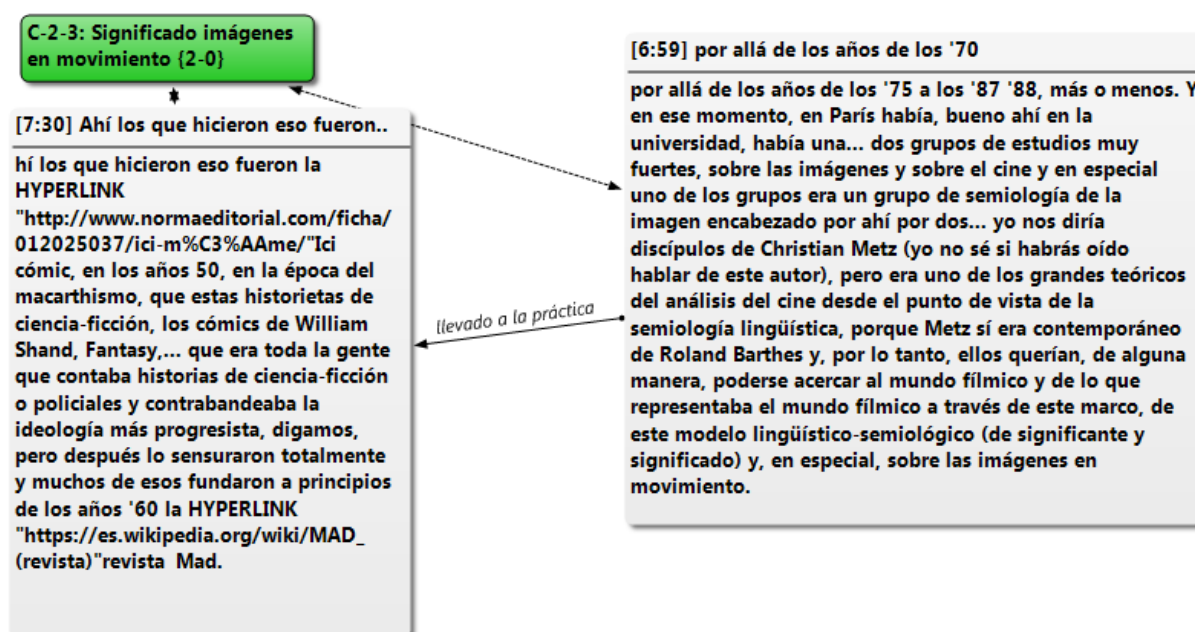 C-2-3: Significado imágenes
en movimiento {2-0}
[7:30] Ahí los que hicieron eso fueron..
hí los que hicieron eso fueron la
HYPERLINK
"http://www.normaeditorial.com/ficha/
012025037/ici-m%C3%AAme/"Ici
cómic, en los años 50, en la época del
macarthismo, que estas historietas de
ciencia-ficción, los cómics de William
Shand, Fantasy,... que era toda la gente
que contaba historias de ciencia-ficción
o policiales y contrabandeaba la
ideología más progresista, digamos,
pero después lo sensuraron totalmente
y muchos de esos fundaron a principios
de los años '60 la HYPERLINK
"https://es.wikipedia.org/wiki/MAD_
(revista)"revista Mad.
llevado a la práctica
[6:59] por allá de los años de los '70
por allá de los años de los '75 a los '87 '88, más o menos. Y
en ese momento, en París había, bueno ahí en la
universidad, había una... dos grupos de estudios muy
fuertes, sobre las imágenes y sobre el cine y en especial
uno de los grupos era un grupo de semiología de la
imagen encabezado por ahí por dos... yo nos diría
discípulos de Christian Metz (yo no sé si habrás oído
hablar de este autor), pero era uno de los grandes teóricos
del análisis del cine desde el punto de vista de la
semiología lingüística, porque Metz sí era contemporáneo
de Roland Barthes y, por lo tanto, ellos querían, de alguna
manera, poderse acercar al mundo fílmico y de lo que
representaba el mundo fílmico a través de este marco, de
este modelo lingüístico-semiológico (de significante y
significado) y, en especial, sobre las imágenes en
movimiento.